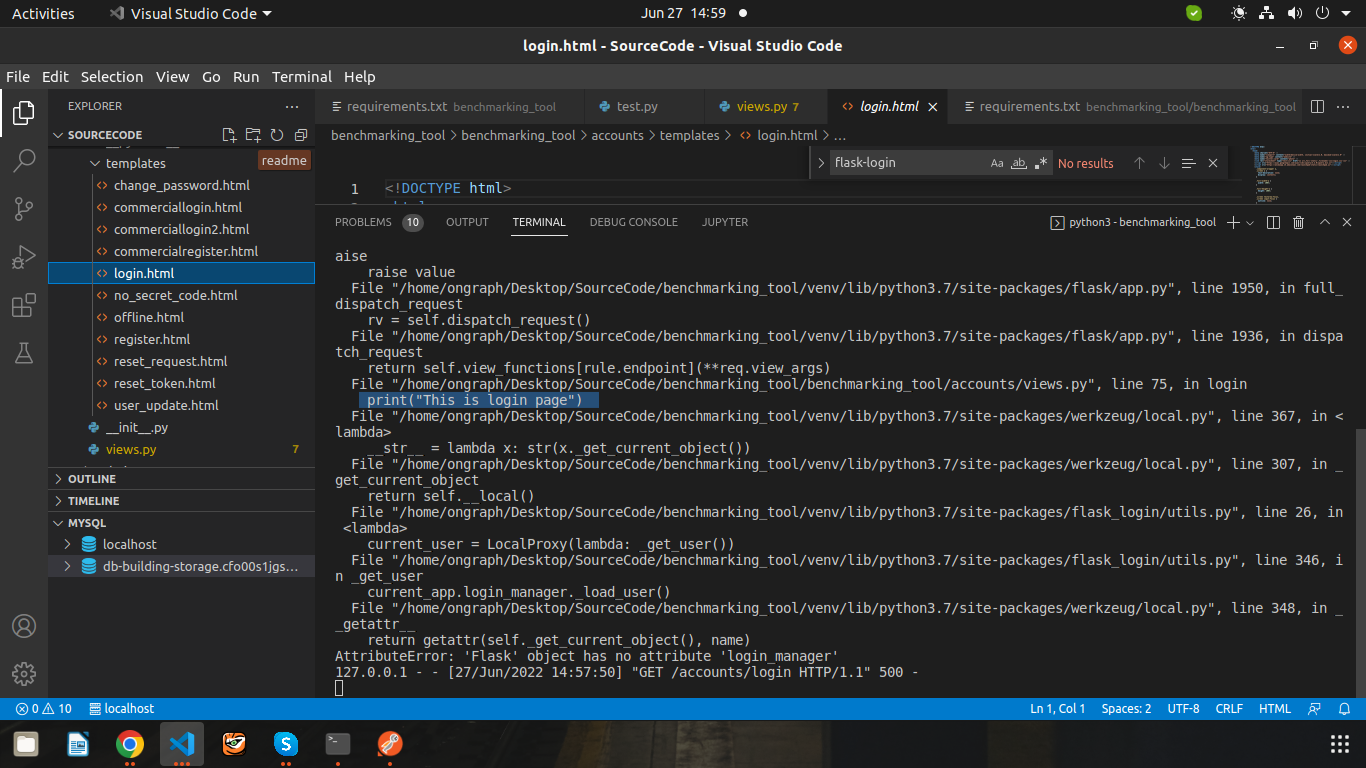 Activities
Visual Studio Code
Jun 27 14:59
login.html - SourceCode - Visual Studio Code
File Edit Selection View Go Run Terminal Help
EXPLORER
SOURCECODE
templates
readme
change_password.html
commerciallogin.html
commerciallogin2.html
commercialregister.html
login.html
no_secret_code.html
offline.html
register.html
reset_request.html
reset_token.html
user_update.html
__init__.py
views.py 7
OUTLINE
TIMELINE
MYSQL
localhost
db-building-storage.cfo00s1jgs...
requirements.txt benchmarking_tool
test.py
views.py 7
login.html
requirements.txt benchmarking_tool/benchmarking_tool
benchmarking_tool > benchmarking_tool > accounts > templates > login.html > ...
flask-login
Aa ab .* No results
1 <!DOCTYPE html>
PROBLEMS 10 OUTPUT TERMINAL DEBUG CONSOLE JUPYTER
python3 - benchmarking_tool
aise
raise value
File "/home/ongraph/Desktop/SourceCode/benchmarking_tool/venv/lib/python3.7/site-packages/flask/app.py", line 1950, in full_
dispatch_request
rv = self.dispatch_request()
File "/home/ongraph/Desktop/SourceCode/benchmarking_tool/venv/lib/python3.7/site-packages/flask/app.py", line 1936, in dispa
tch_request
return self.view_functions[rule.endpoint](**req.view_args)
File "/home/ongraph/Desktop/SourceCode/benchmarking_tool/benchmarking_tool/accounts/views.py", line 75, in login
print("This is login page")
File "/home/ongraph/Desktop/SourceCode/benchmarking_tool/venv/lib/python3.7/site-packages/werkzeug/local.py", line 367, in <
lambda>
__str__ = lambda x: str(x._get_current_object())
File "/home/ongraph/Desktop/SourceCode/benchmarking_tool/venv/lib/python3.7/site-packages/werkzeug/local.py", line 307, in _
get_current_object
return self.__local()
File "/home/ongraph/Desktop/SourceCode/benchmarking_tool/venv/lib/python3.7/site-packages/flask_login/utils.py", line 26, in
<lambda>
current_user = LocalProxy(lambda: _get_user())
File "/home/ongraph/Desktop/SourceCode/benchmarking_tool/venv/lib/python3.7/site-packages/flask_login/utils.py", line 346, i
n _get_user
current_app.login_manager._load_user()
File "/home/ongraph/Desktop/SourceCode/benchmarking_tool/venv/lib/python3.7/site-packages/werkzeug/local.py", line 348, in _
_getattr__
return getattr(self._get_current_object(), name)
AttributeError: 'Flask' object has no attribute 'login_manager'
127.0.0.1 - - [27/Jun/2022 14:57:50] "GET /accounts/login HTTP/1.1" 500 -
0 10 localhost
Ln 1, Col 1 Spaces: 2 UTF-8 CRLF HTML